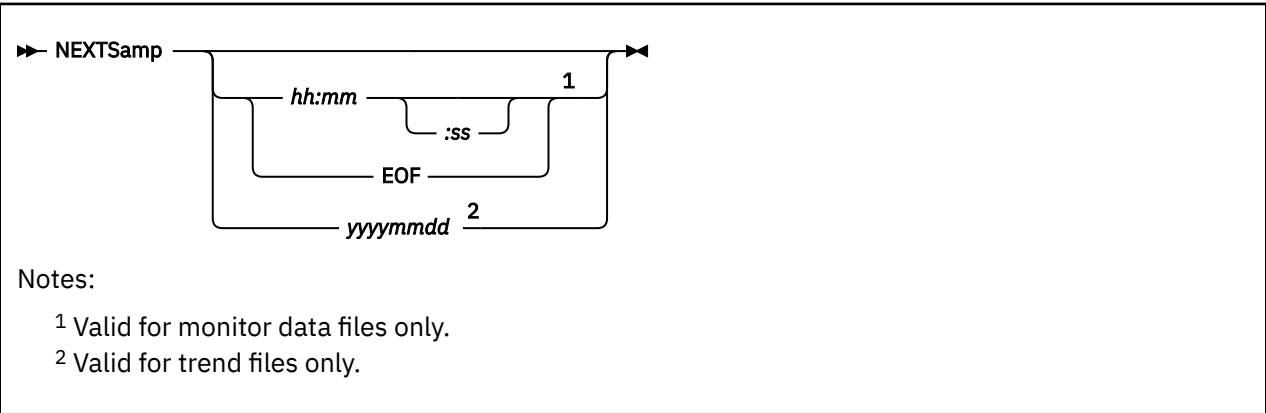 NEXTSamp
hh:mm 1
:ss
EOF
yyyymmdd 2
Notes:
1 Valid for monitor data files only.
2 Valid for trend files only.